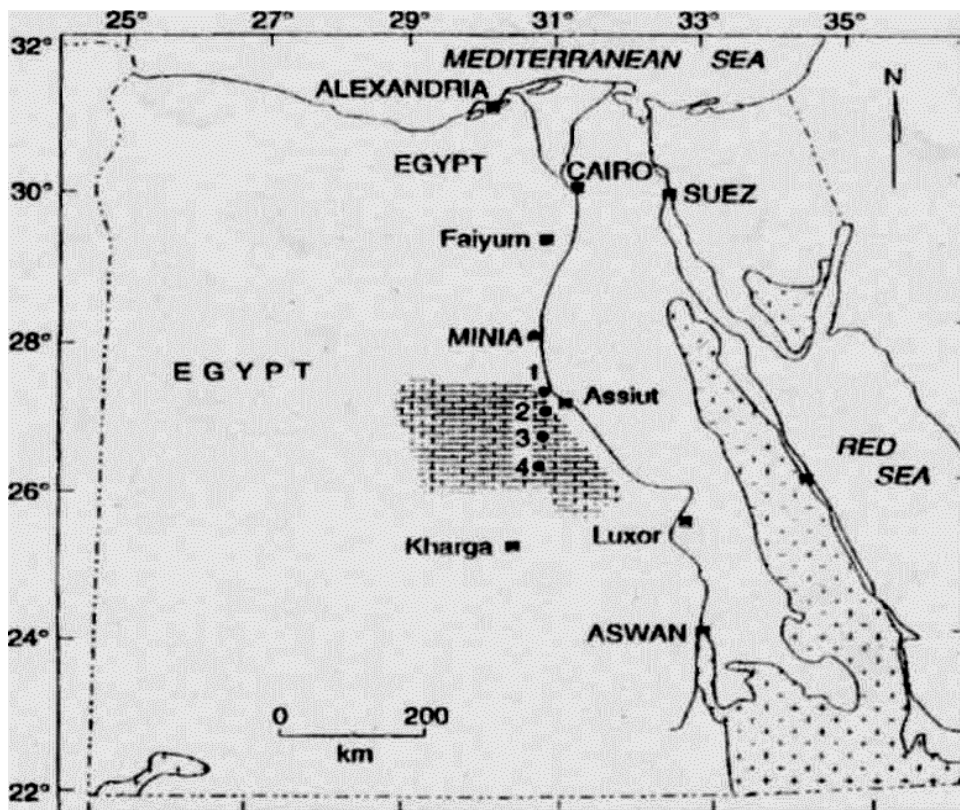 25° 27° 29° 31° 33° 35°
32°
MEDITERRANEAN SEA
ALEXANDRIA
N
EGYPT
CAIRO
30°
SUEZ
Faiyum
28°
MINIA
EGYPT
1
Assiut
2
3
RED
SEA
4
26°
Luxor
Kharga
24°
ASWAN
0 200
km
22°